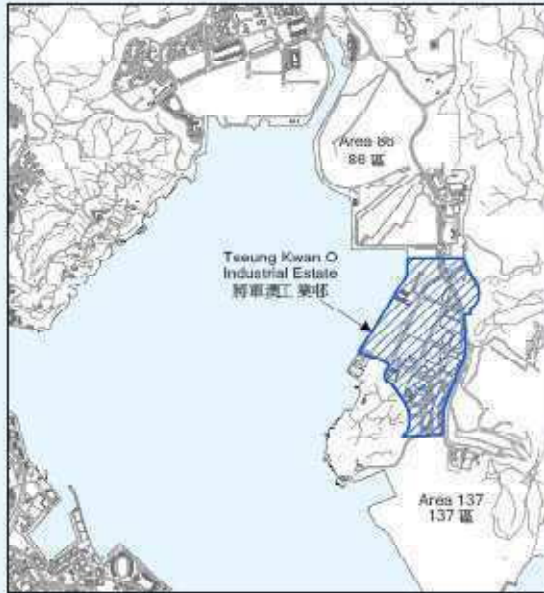 Area 86
86 區
Tseung Kwan O
Industrial Estate
將軍澳工業邨
Area 137
137 區